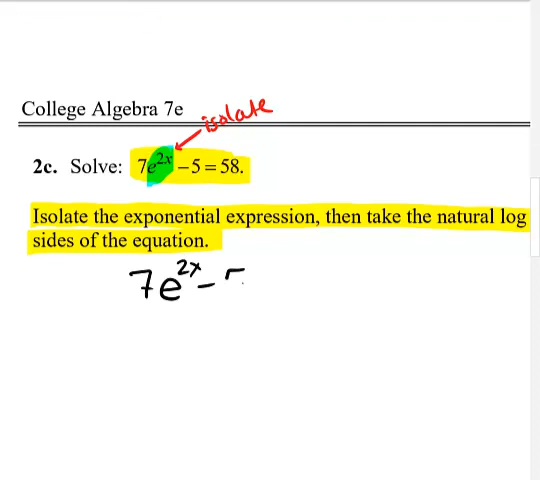 College Algebra 7e
isolate
2c. Solve: 7e^{2x} − 5 = 58.
Isolate the exponential expression, then take the natural log
sides of the equation.
7e^{2x} −